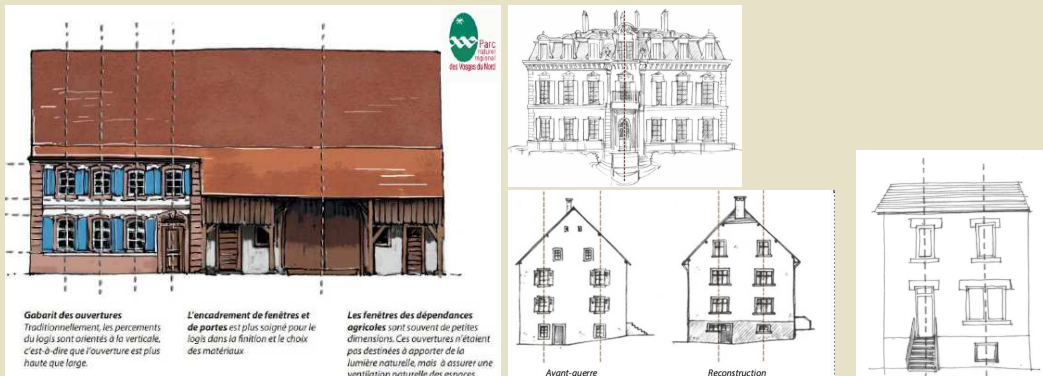 Parc
naturel
régional
des Vosges du Nord
Gabarit des ouvertures
Traditionnellement, les percements
du logis sont orientés à la verticale,
c'est-à-dire que l'ouverture est plus
haute que large.
L'encadrement de fenêtres et
de portes est plus soigné pour le
logis dans la finition et le choix
des matériaux
Les fenêtres des dépendances
agricoles sont souvent de petites
dimensions. Ces ouvertures n'étaient
pas destinées à apporter de la
lumière naturelle, mais à assurer une
ventilation naturelle des espaces
Avant-guerre
Reconstruction